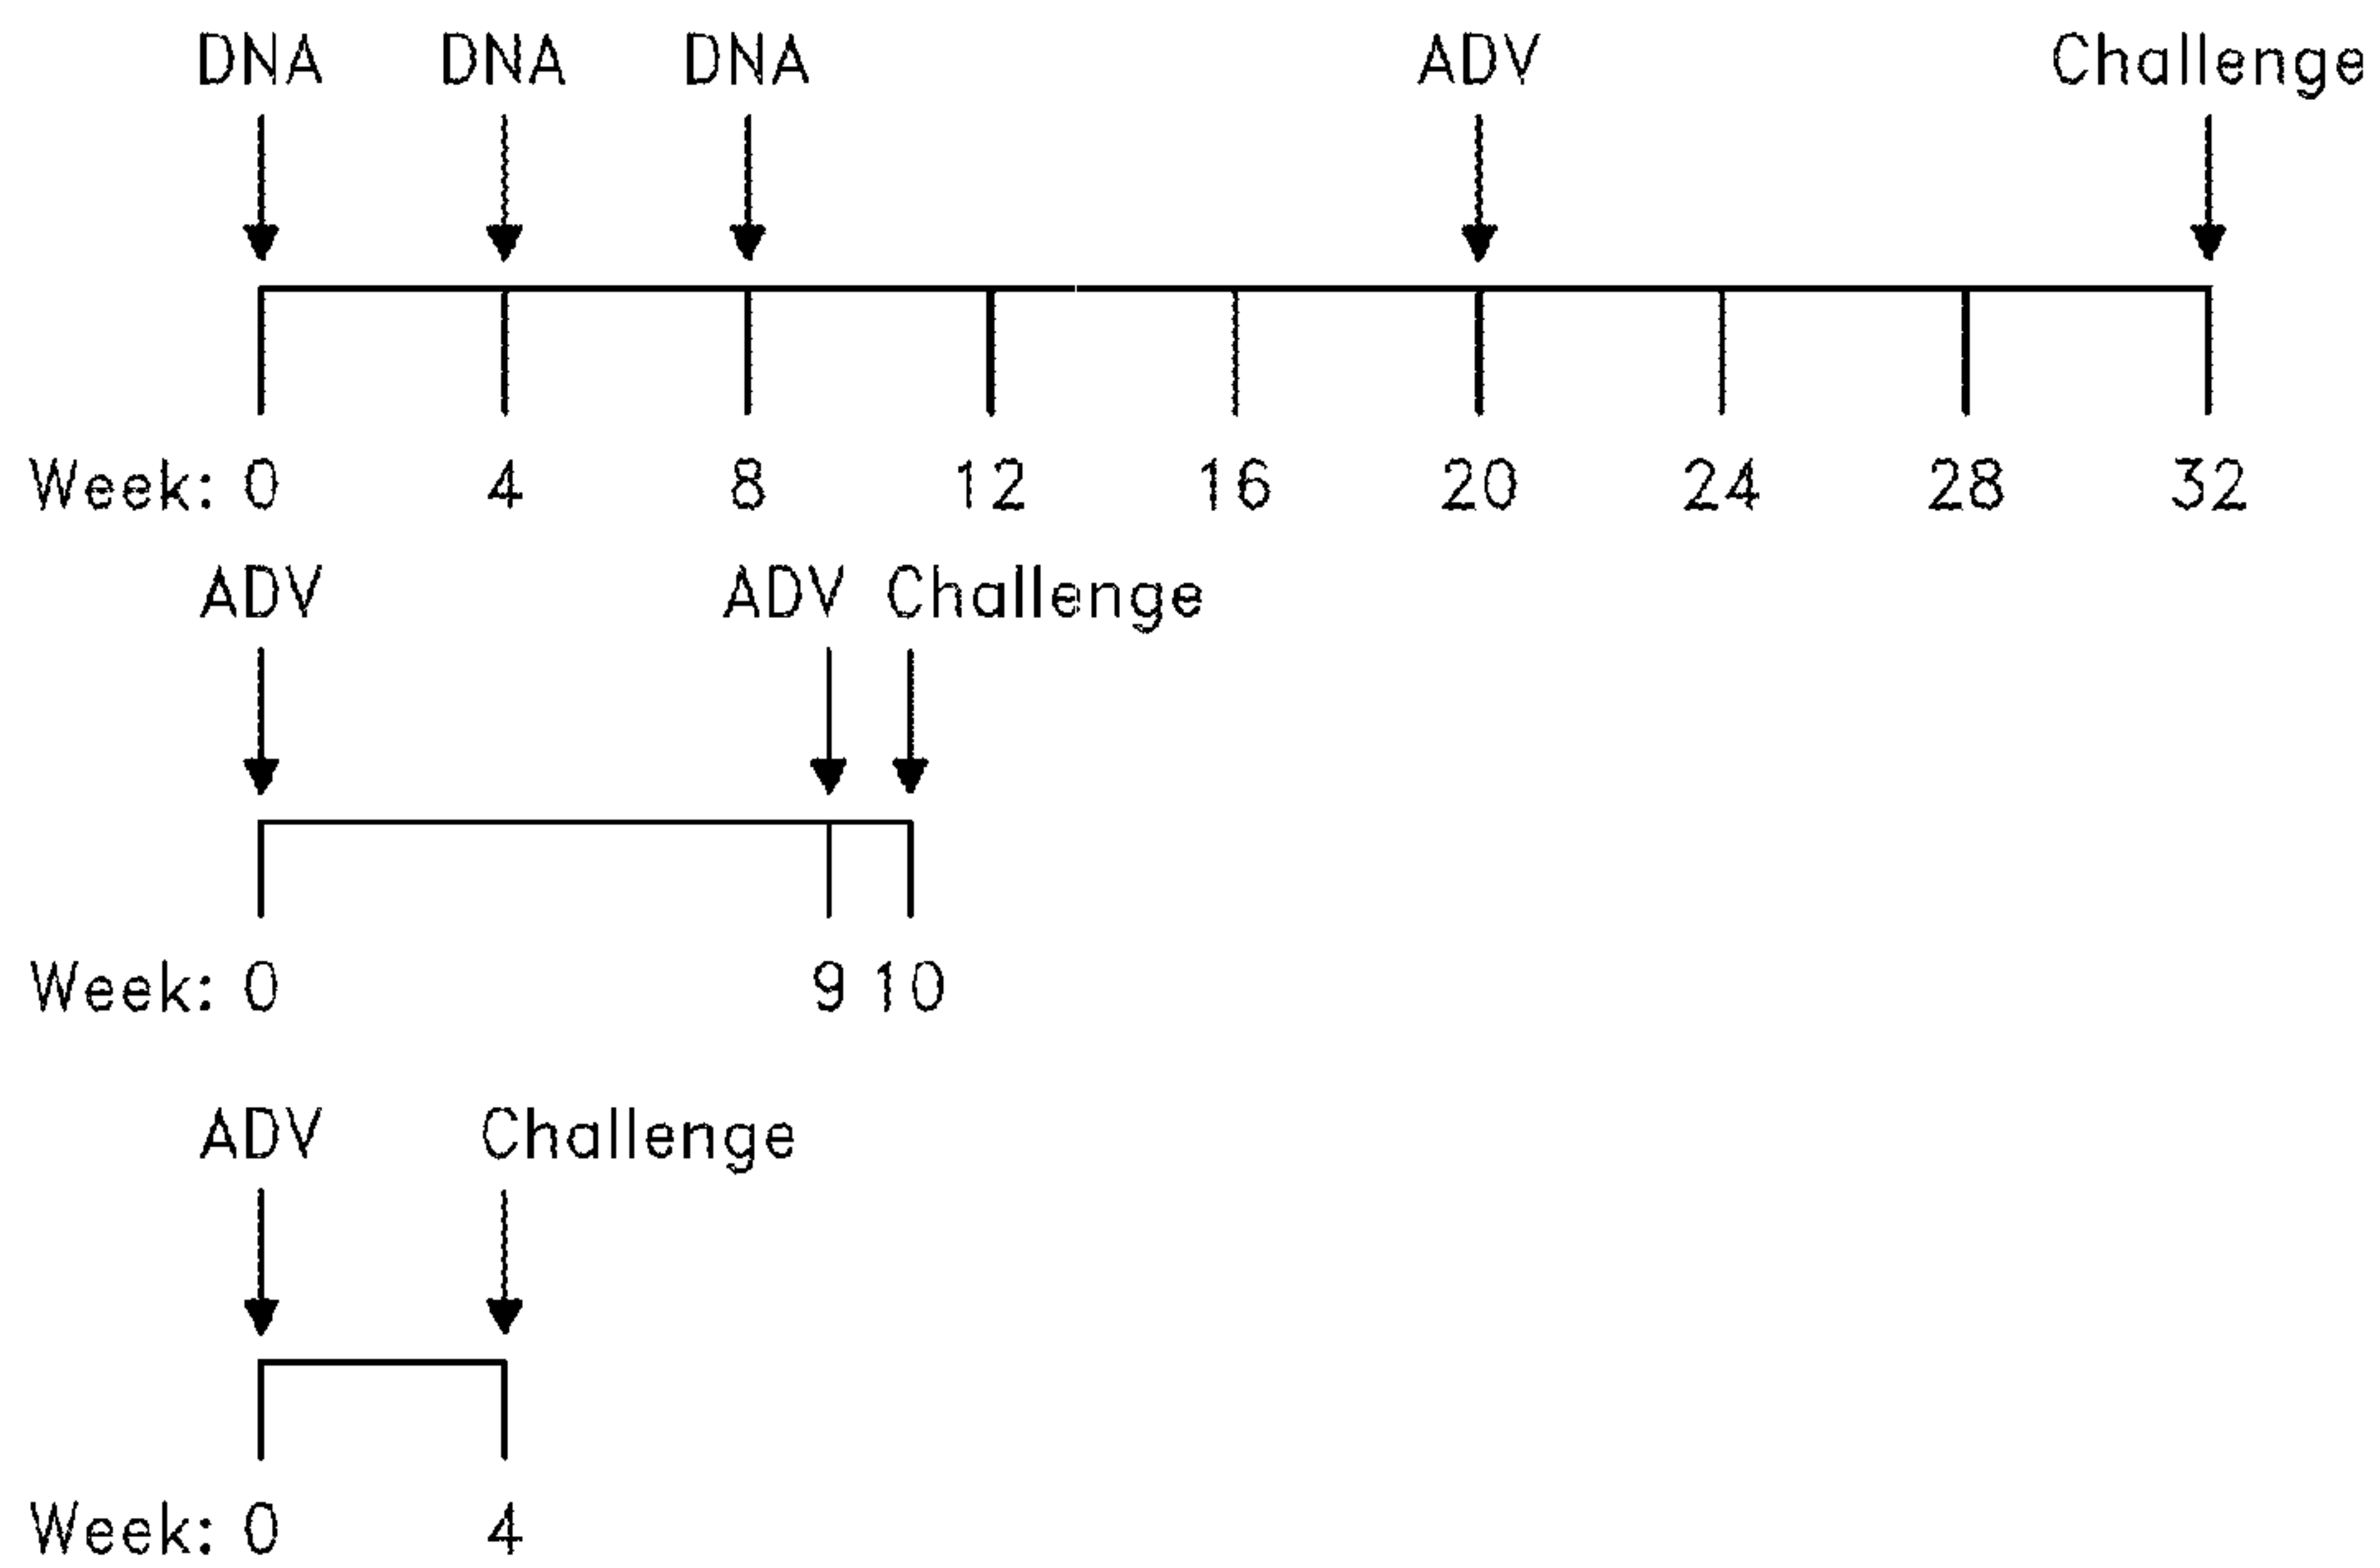 DNA DNA DNA ADV Challenge
Week: 0 4 8 12 16 20 24 28 32
ADV ADV Challenge
Week: 0 9 10
ADV Challenge
Week: 0 4